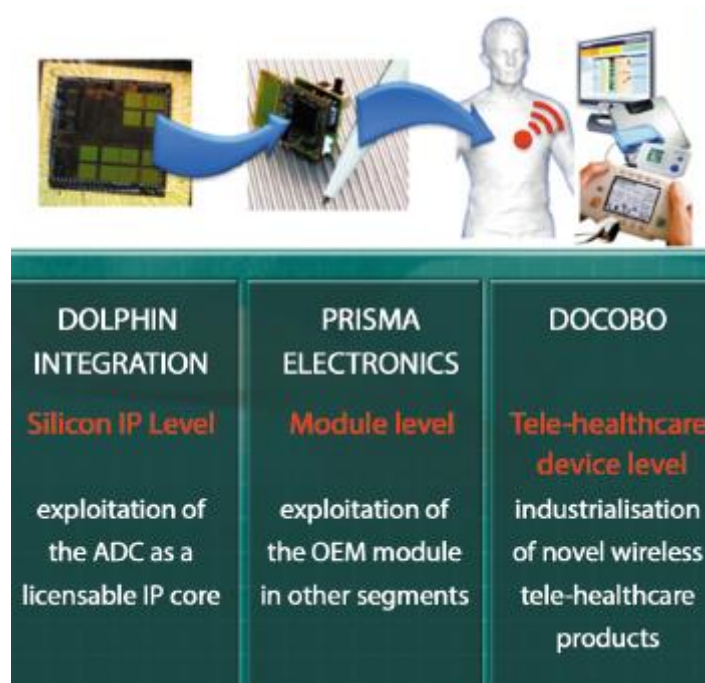 DOLPHIN
INTEGRATION
Silicon IP Level
exploitation of
the ADC as a
licensable IP core
PRISMA
ELECTRONICS
Module level
exploitation of
the OEM module
in other segments
DOCOBO
Tele-healthcare
device level
industrialisation
of novel wireless
tele-healthcare
products